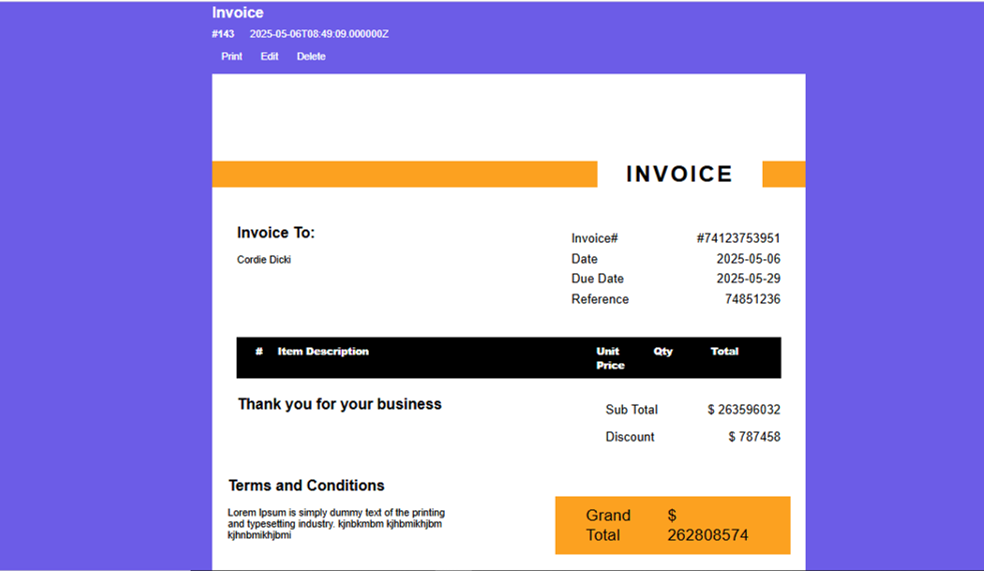 Invoice
#143 2025-05-06T08:49:09.000000Z
Print Edit Delete
INVOICE
Invoice To:
Cordie Dicki
Invoice# #74123753951
Date 2025-05-06
Due Date 2025-05-29
Reference 74851236
# Item Description Unit Price Qty Total
Thank you for your business
Sub Total $ 263596032
Discount $ 787458
Terms and Conditions
Lorem Ipsum is simply dummy text of the printing
and typesetting industry. kjnbkmbm kjhbmikhjbm
kjhnbmikhjbmi
Grand Total $ 262808574